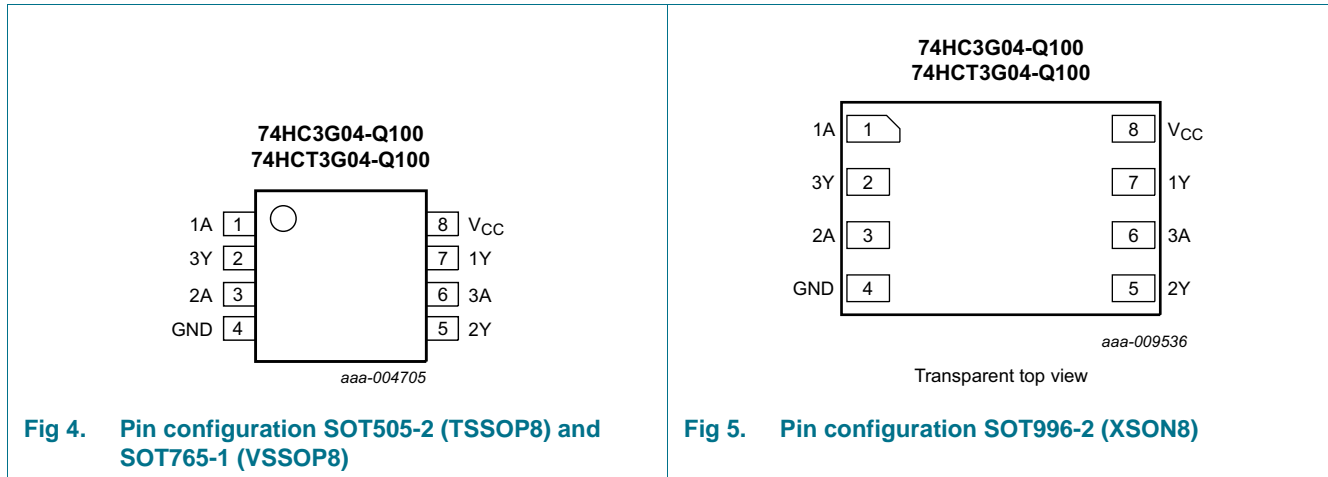 74HC3G04-Q100
74HCT3G04-Q100
1A 1 8 VCC
3Y 2 7 1Y
2A 3 6 3A
GND 4 5 2Y
aaa-004705
Fig 4. Pin configuration SOT505-2 (TSSOP8) and
SOT765-1 (VSSOP8)
74HC3G04-Q100
74HCT3G04-Q100
1A 1 8 VCC
3Y 2 7 1Y
2A 3 6 3A
GND 4 5 2Y
aaa-009536
Transparent top view
Fig 5. Pin configuration SOT996-2 (XSON8)